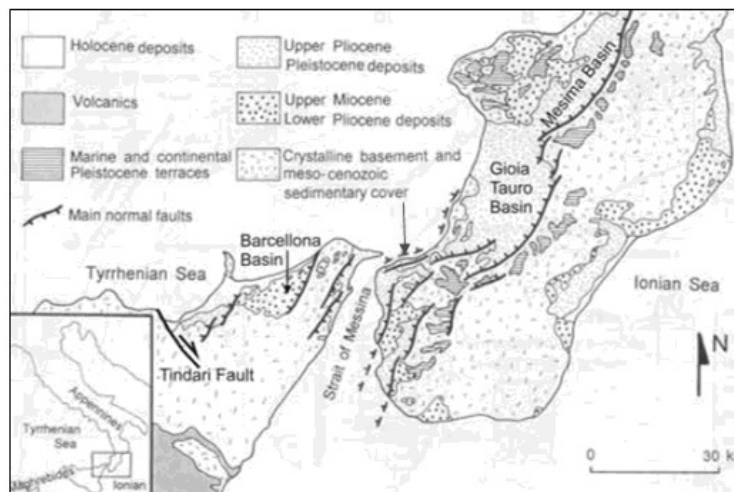 Holocene deposits
Upper Pliocene
Pleistocene deposits
Volcanics
Upper Miocene
Lower Pliocene deposits
Marine and continental
Pleistocene terraces
Crystalline basement and
meso-cenozoic
sedimentary cover
Main normal faults
Mesima Basin
Gioia
Tauro
Basin
Barcellona
Basin
Tyrrhenian Sea
Ionian Sea
Strait of Messina
Tindari Fault
N
Appennines
Tyrrhenian
Sea
Maghrebides
Ionian
0 30 k